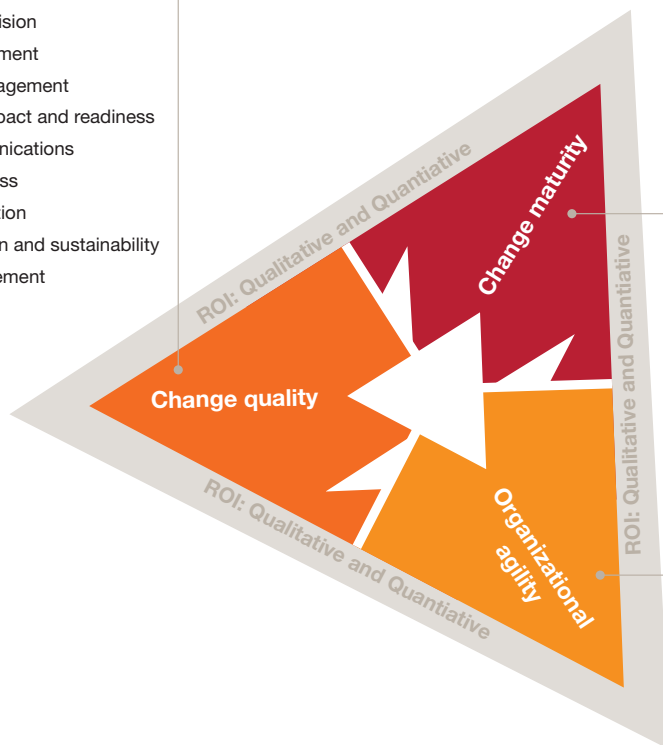 ision
ment
agement
pact and readiness
nications
ss
tion
n and sustainability
ement
ROI: Qualitative and Quantiative
Change maturity
ROI: Qualitative and Quantiative
Change quality
ROI: Qualitative and Quantiative
Organizational
agility